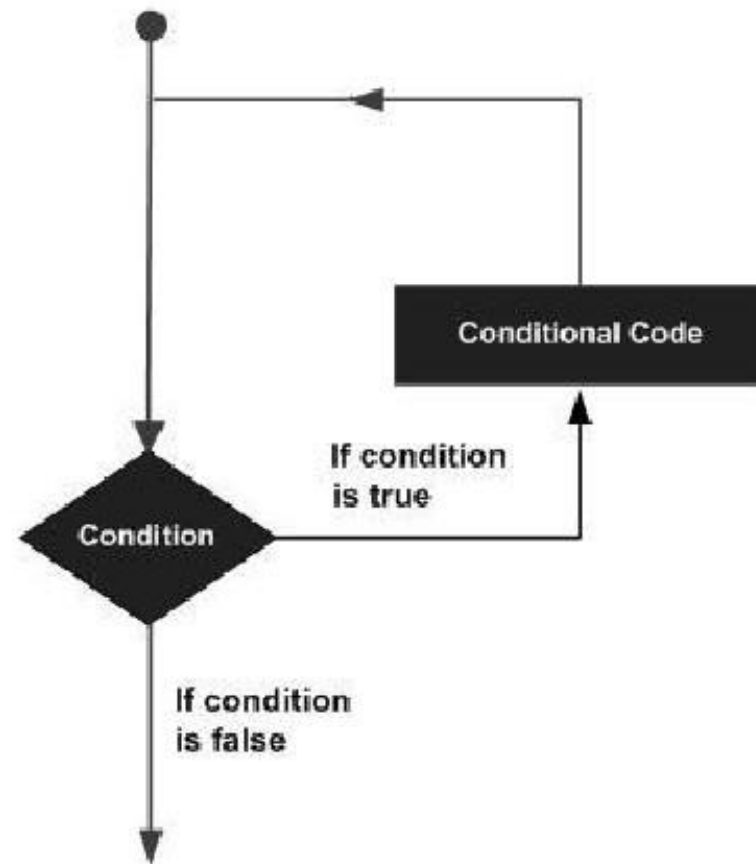 Conditional Code
If condition
is true
Condition
If condition
is false